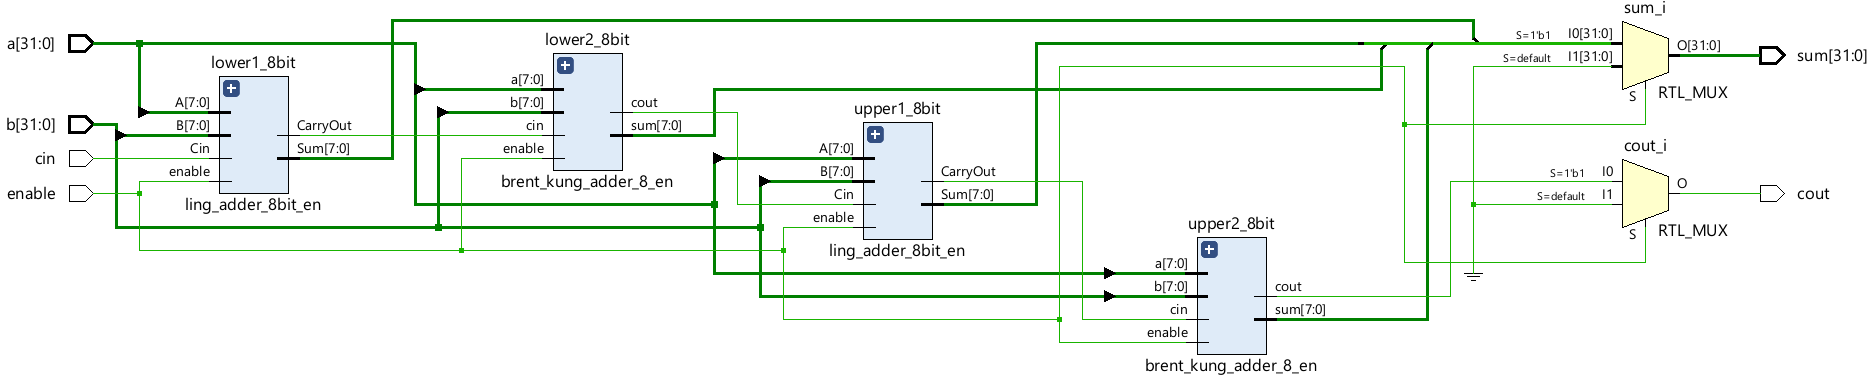 a[31:0]
b[31:0]
cin
enable
lower1_8bit
A[7:0]
B[7:0]
Cin
enable
CarryOut
Sum[7:0]
ling_adder_8bit_en
lower2_8bit
a[7:0]
b[7:0]
cin
enable
cout
sum[7:0]
brent_kung_adder_8_en
upper1_8bit
A[7:0]
B[7:0]
Cin
enable
CarryOut
Sum[7:0]
ling_adder_8bit_en
upper2_8bit
a[7:0]
b[7:0]
cin
enable
cout
sum[7:0]
brent_kung_adder_8_en
sum_i
S=1'b1 I0[31:0]
S=default I1[31:0]
O[31:0]
S
RTL_MUX
sum[31:0]
cout_i
S=1'b1 I0
S=default I1
O
S
RTL_MUX
cout